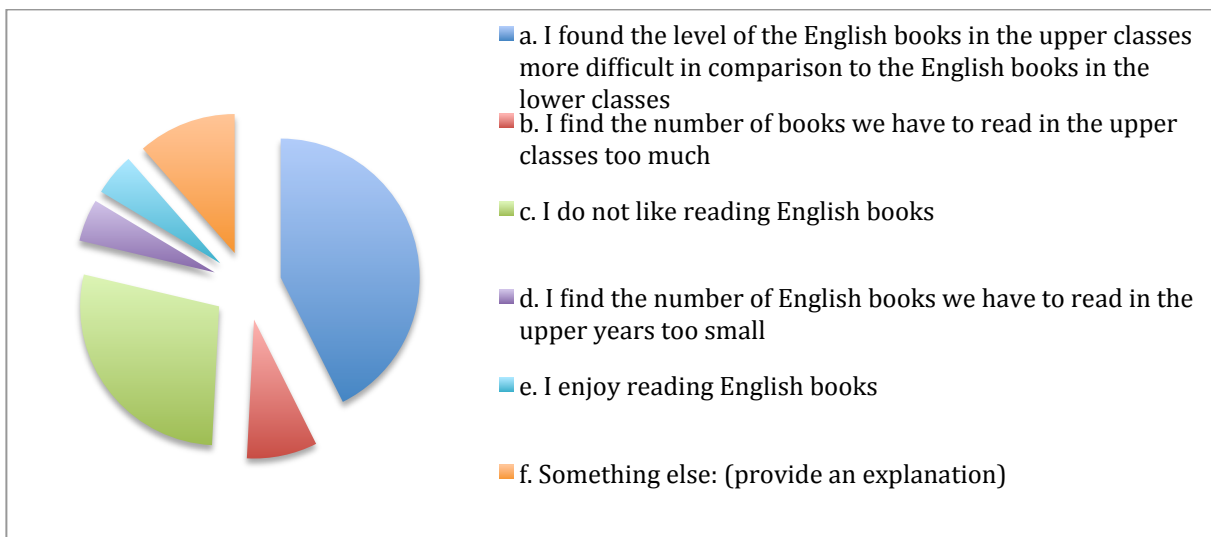 a. I found the level of the English books in the upper classes
more difficult in comparison to the English books in the
lower classes
b. I find the number of books we have to read in the upper
classes too much
c. I do not like reading English books
d. I find the number of English books we have to read in the
upper years too small
e. I enjoy reading English books
f. Something else: (provide an explanation)